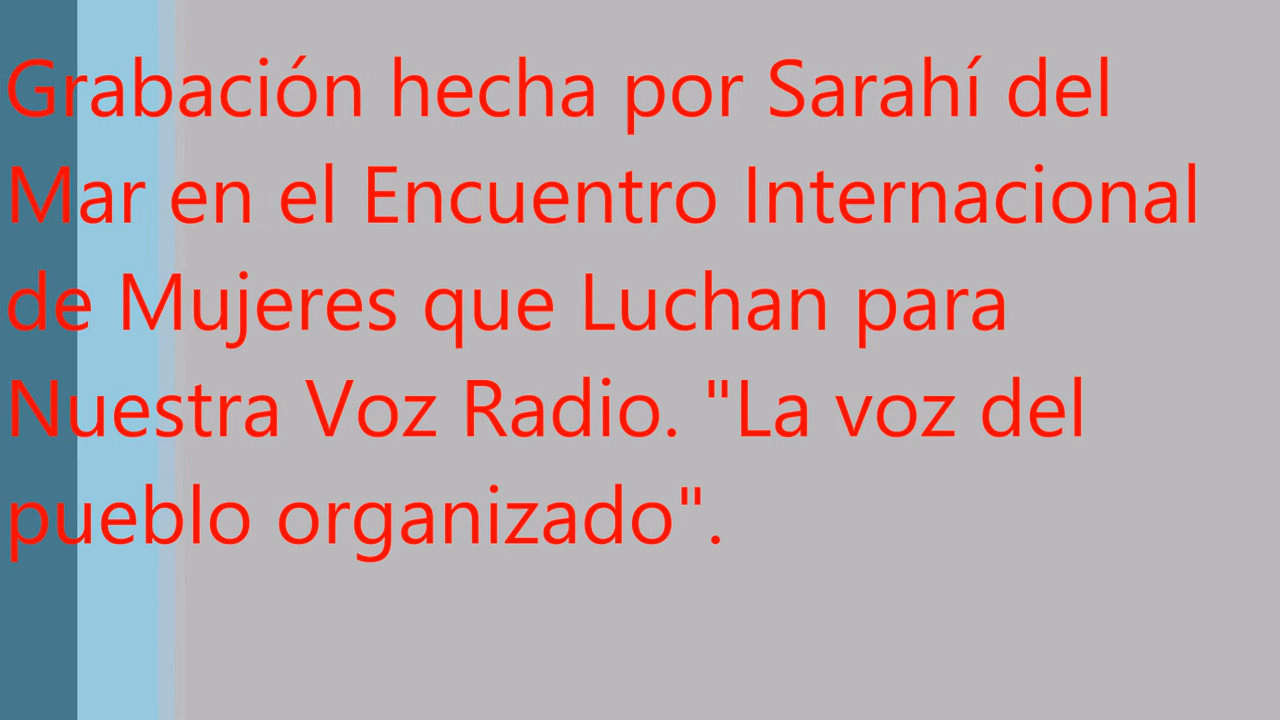 Grabación hecha por Sarahí del
Mar en el Encuentro Internacional
de Mujeres que Luchan para
Nuestra Voz Radio. "La voz del
pueblo organizado".